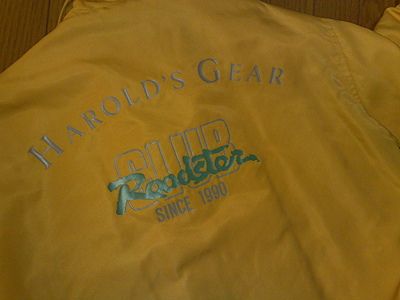 HAROLD'S GEAR
CLUB
Roadster
SINCE 1990